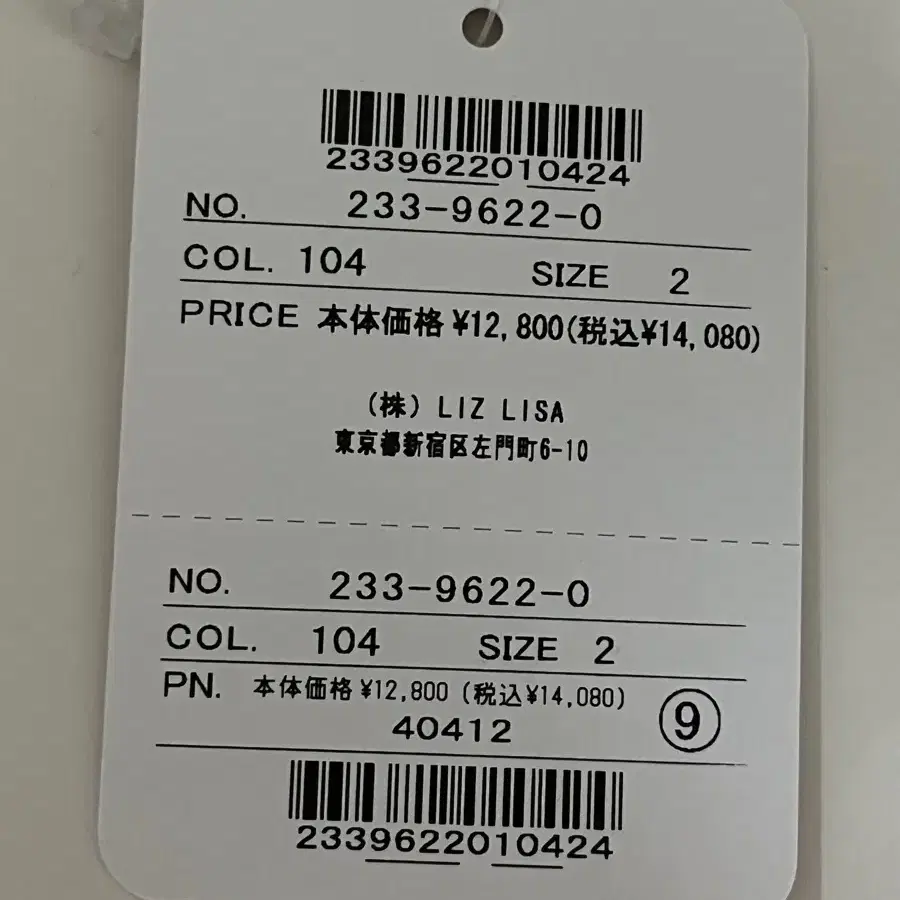 2339622010424
NO. 233-9622-0
COL. 104 SIZE 2
PRICE 本体価格 ¥12,800(税込¥14,080)
(株) LIZ LISA
東京都新宿区左門町6-10
NO. 233-9622-0
COL. 104 SIZE 2
PN. 本体価格 ¥12,800 (税込¥14,080)
40412 ⑨
2339622010424